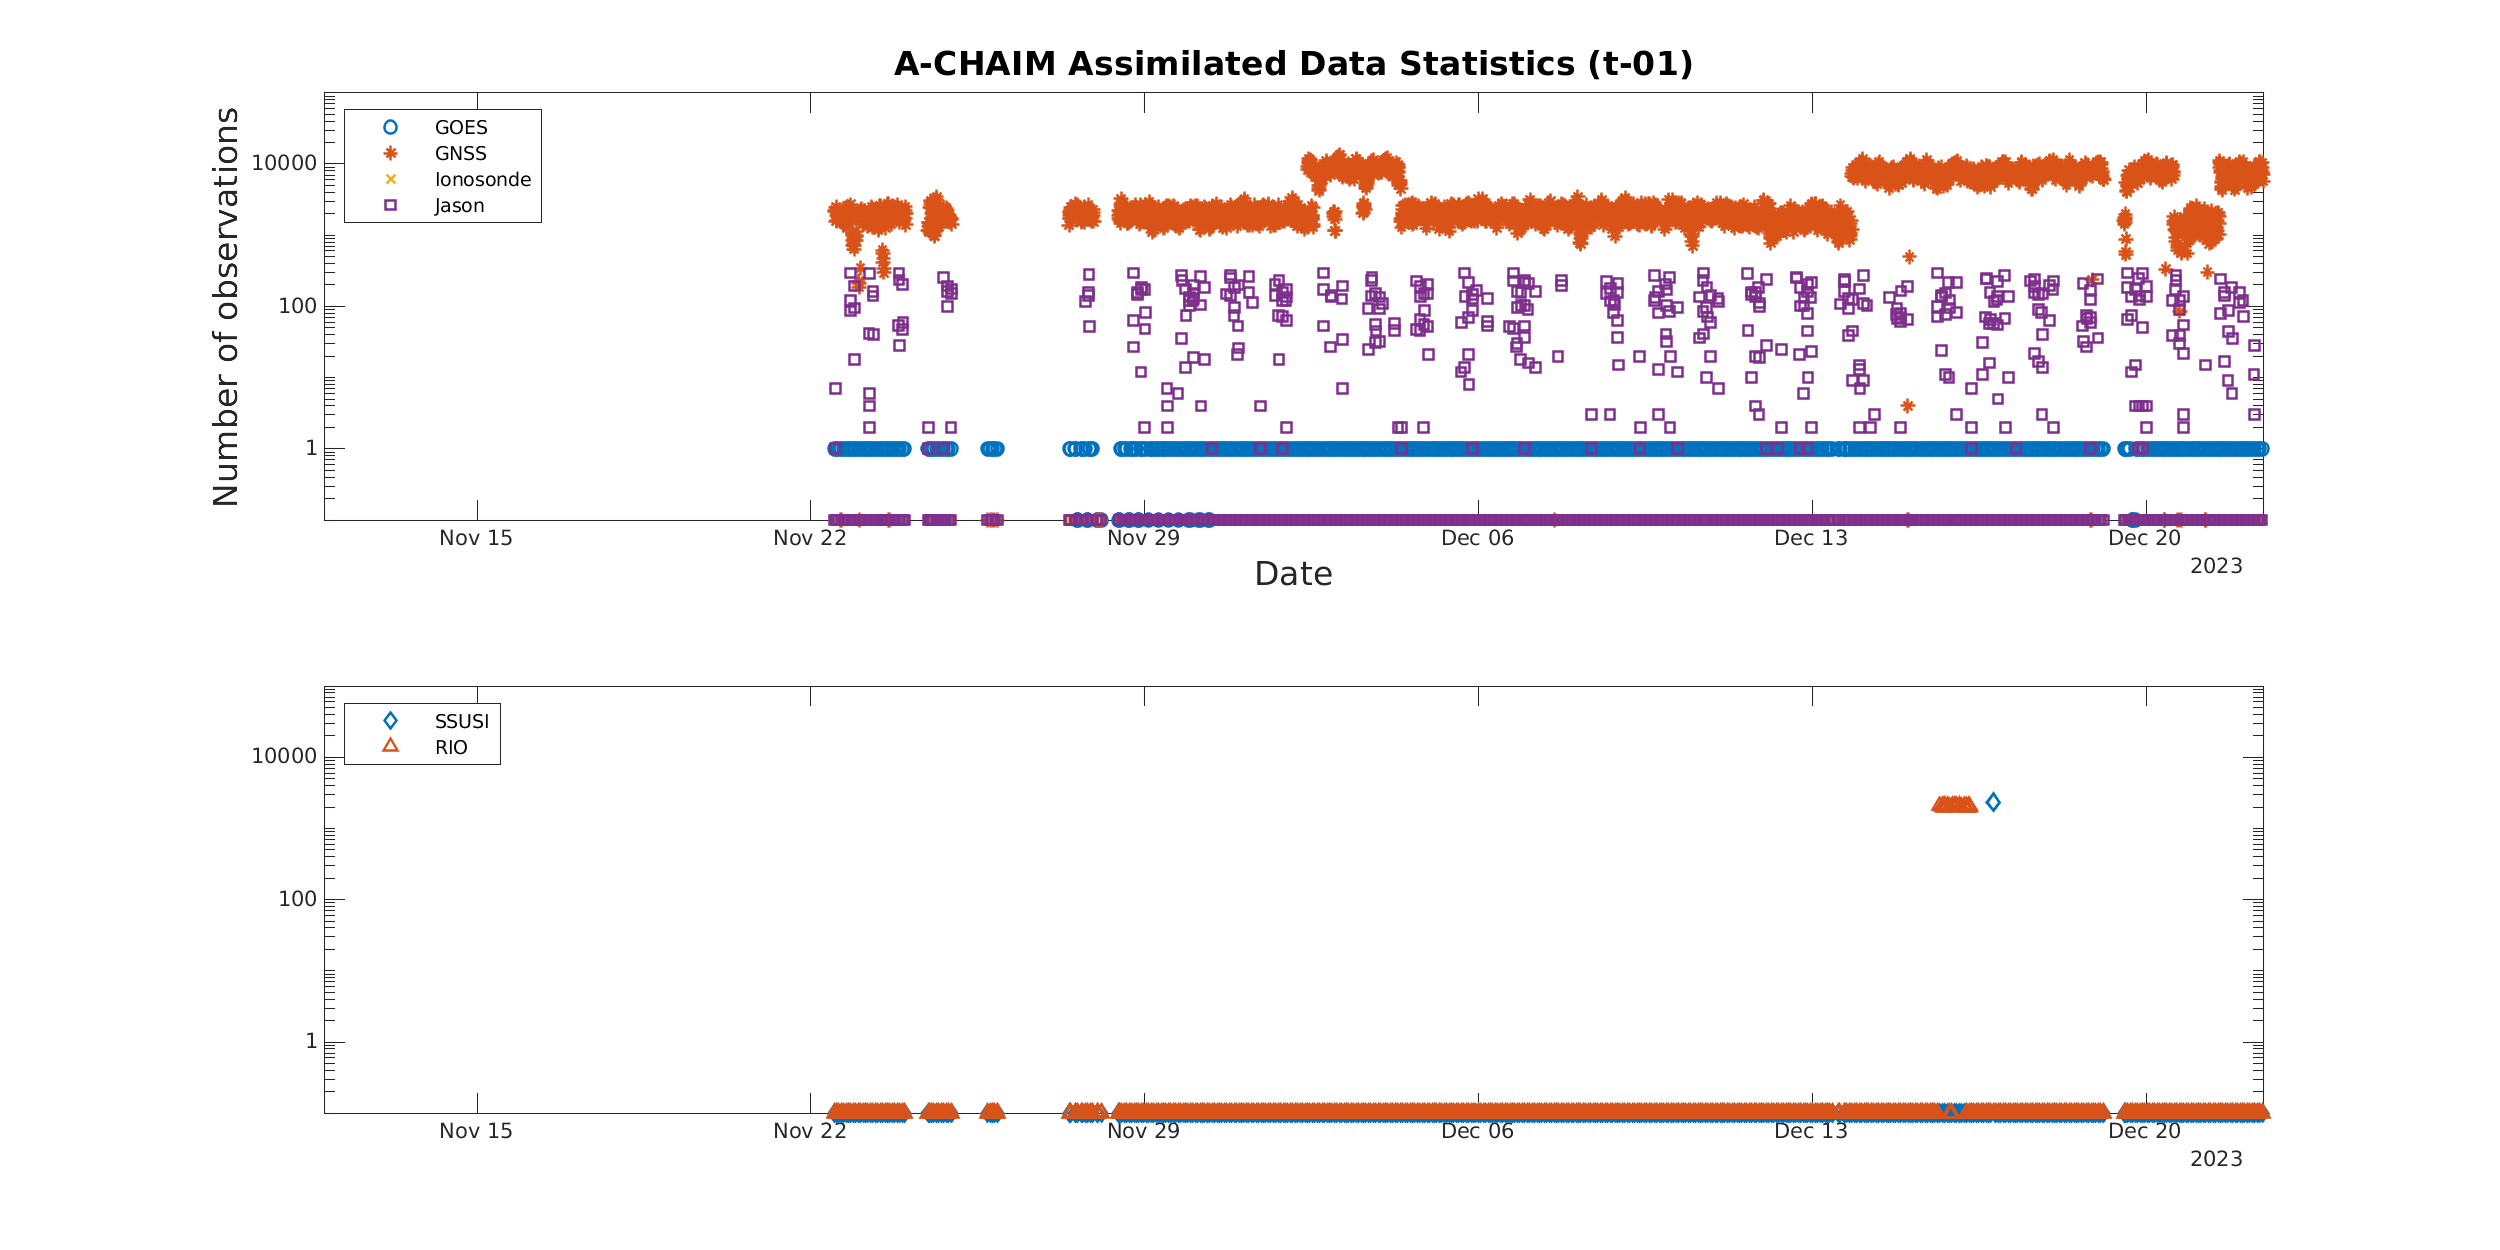 A-CHAIM Assimilated Data Statistics (t-01)
Number of observations
10000
100
1
GOES
GNSS
Ionosonde
Jason
Nov 15 Nov 22 Nov 29 Dec 06 Dec 13 Dec 20
2023
Date
10000
100
1
SSUSI
RIO
Nov 15 Nov 22 Nov 29 Dec 06 Dec 13 Dec 20
2023